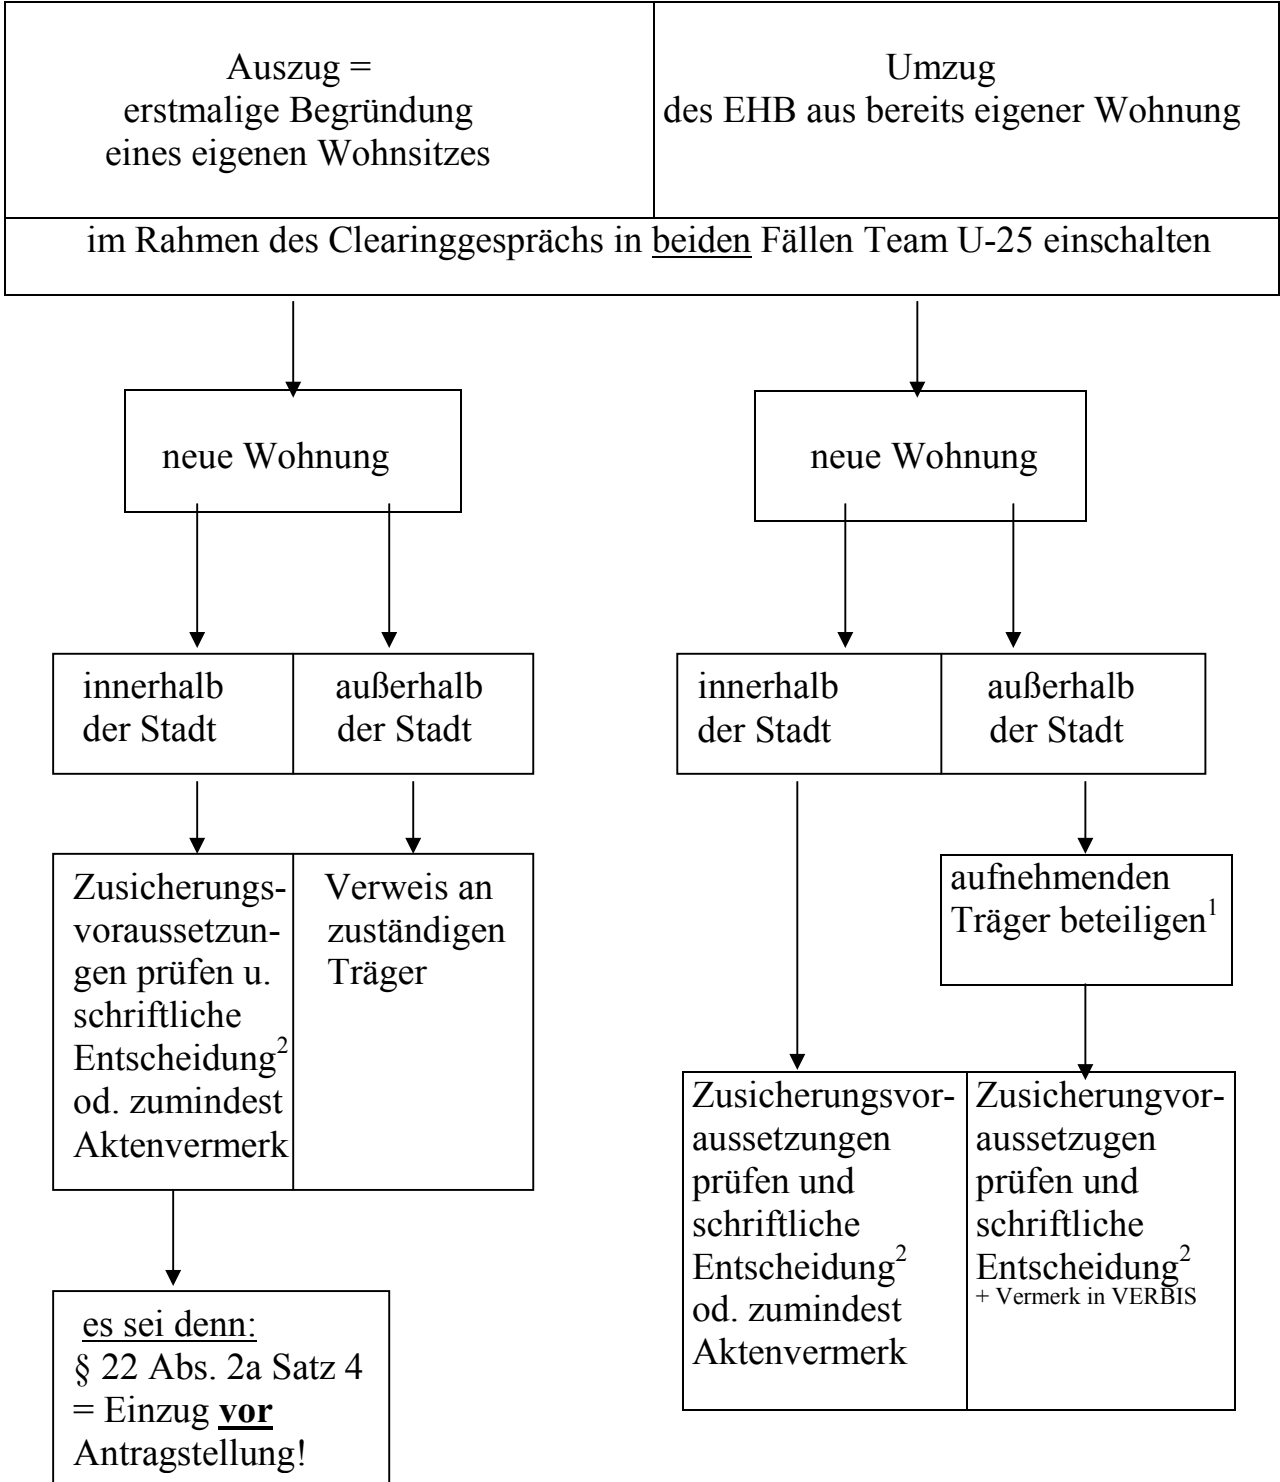 Auszug =
erstmalige Begründung
eines eigenen Wohnsitzes
Umzug
des EHB aus bereits eigener Wohnung
im Rahmen des Clearinggesprächs in beiden Fällen Team U-25 einschalten
neue Wohnung
neue Wohnung
innerhalb
der Stadt
außerhalb
der Stadt
innerhalb
der Stadt
außerhalb
der Stadt
Zusicherungs-
voraussetzun-
gen prüfen u.
schriftliche
Entscheidung²
od. zumindest
Aktenvermerk
Verweis an
zuständigen
Träger
aufnehmenden
Träger beteiligen¹
Zusicherungsvor-
aussetzungen
prüfen und
schriftliche
Entscheidung²
od. zumindest
Aktenvermerk
Zusicherungvor-
aussetzugen
prüfen und
schriftliche
Entscheidung²
+ Vermerk in VERBIS
es sei denn:
§ 22 Abs. 2a Satz 4
= Einzug vor
Antragstellung!